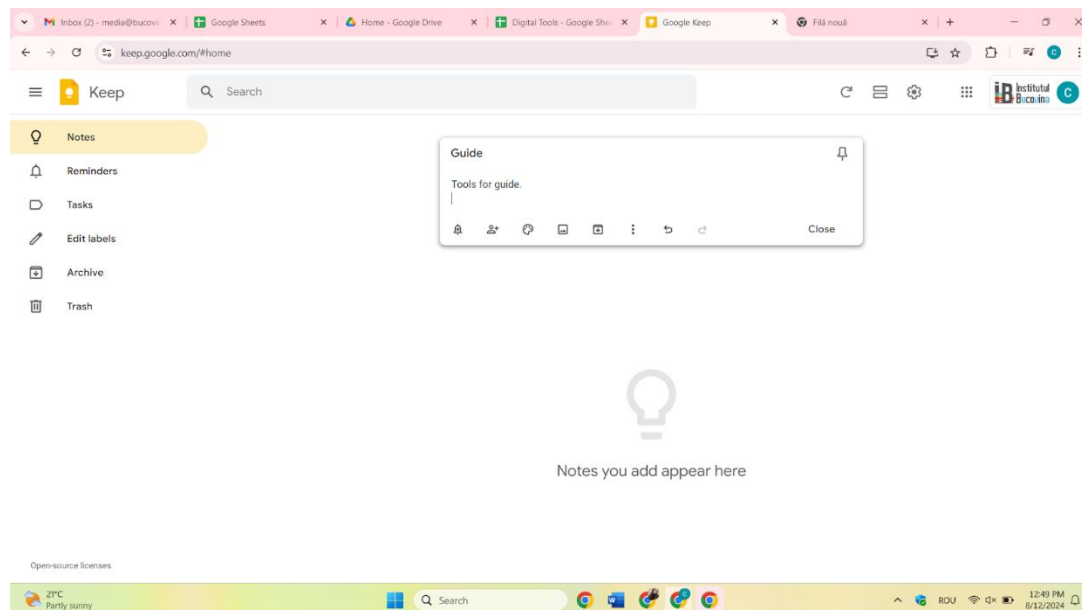 Inbox (2) - media@bucovi
Google Sheets
Home - Google Drive
Digital Tools - Google She
Google Keep
Filă nouă
keep.google.com/#home
Keep
Search
Institutul
Bucovina
C
Notes
Reminders
Tasks
Edit labels
Archive
Trash
Guide
Tools for guide.
Close
Notes you add appear here
Open-source licenses
21°C
Partly sunny
Search
ROU
12:49 PM
8/12/2024